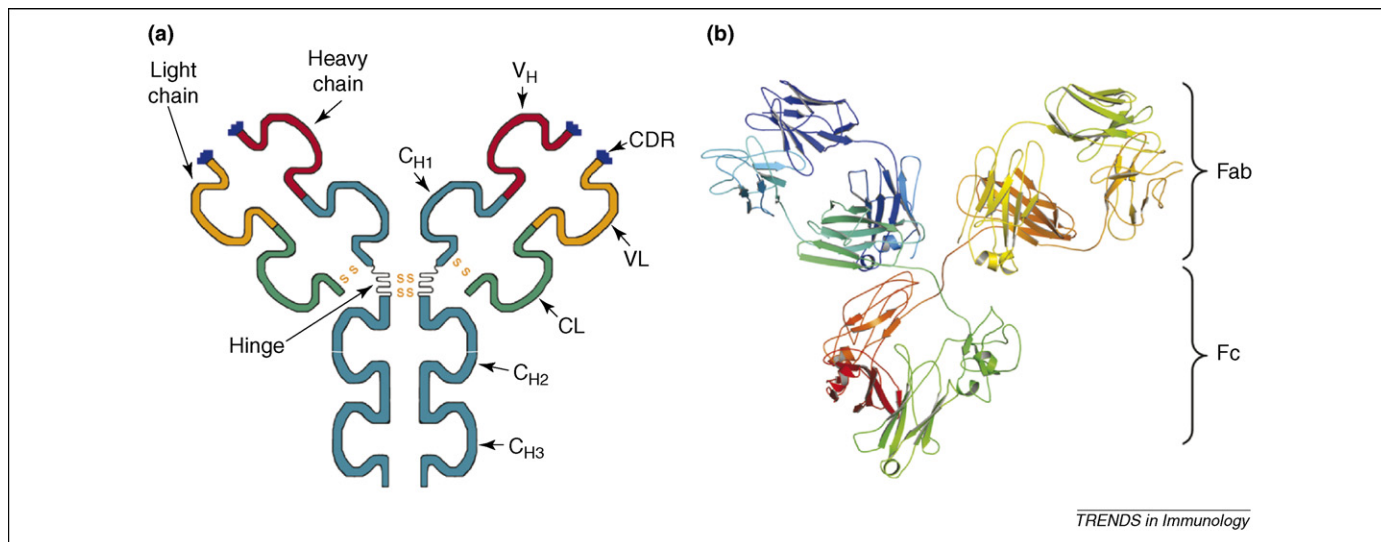 (a)
Light
chain
Heavy
chain
VH
CH1
CDR
VL
CL
Hinge
s s
s s
s s
s s
CH2
CH3
(b)
Fab
Fc
TRENDS in Immunology